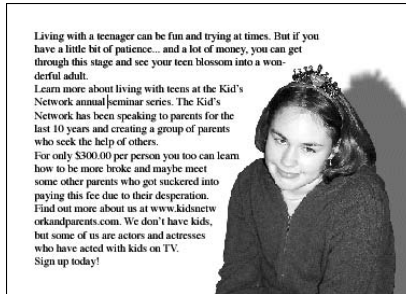 Living with a teenager can be fun and trying at times. But if you
have a little bit of patience... and a lot of money, you can get
through this stage and see your teen blossom into a won-
derful adult.
Learn more about living with teens at the Kid's
Network annual seminar series. The Kid's
Network has been speaking to parents for the
last 10 years and creating a group of parents
who seek the help of others.
For only $300.00 per person you too can learn
how to be more broke and maybe meet
some other parents who got suckered into
paying this fee due to their desperation.
Find out more about us at www.kidsnetw
orkandparents.com. We don't have kids,
but some of us are actors and actresses
who have acted with kids on TV.
Sign up today!